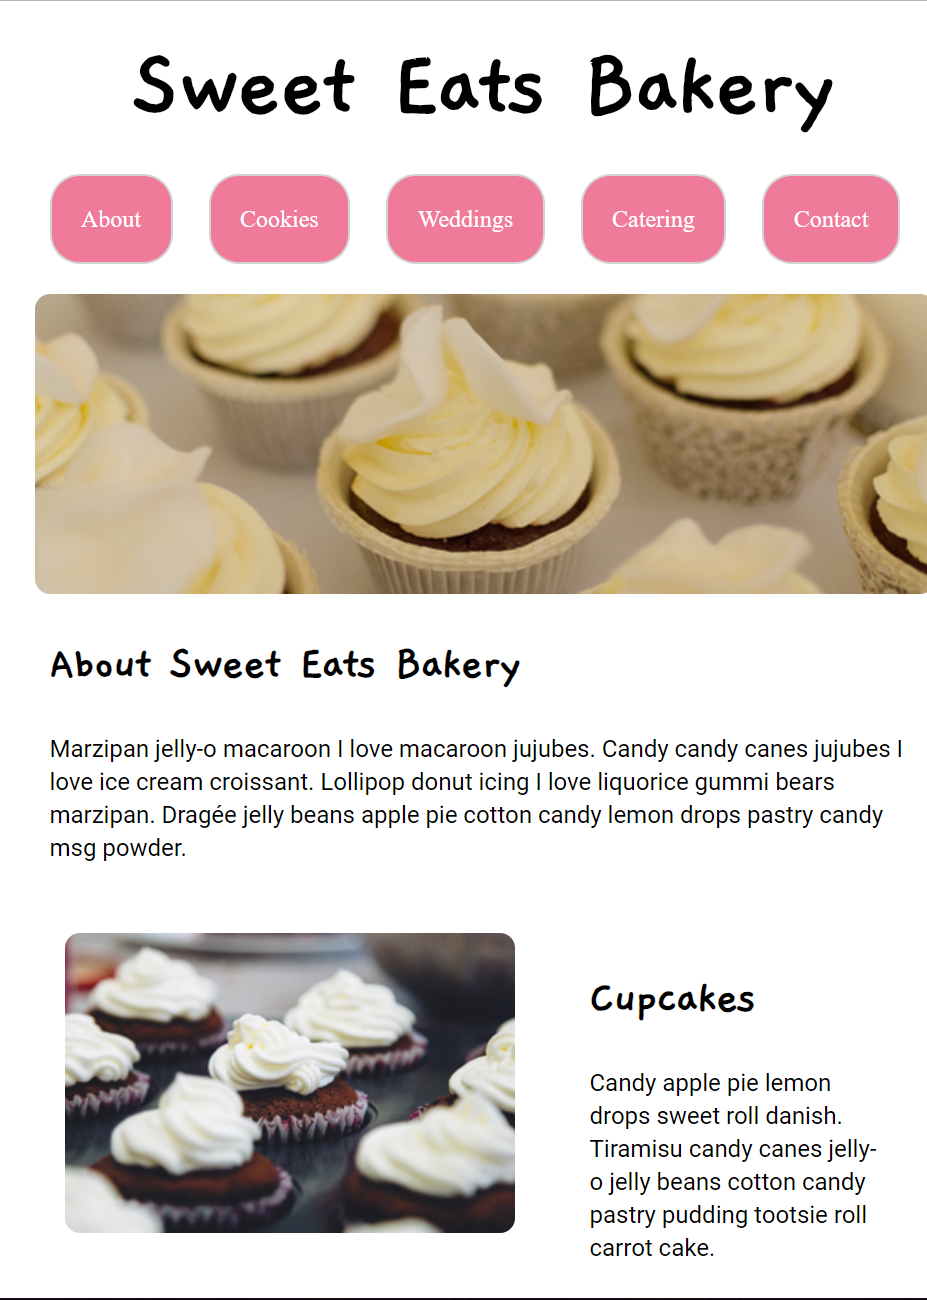 Sweet Eats Bakery
About Cookies Weddings Catering Contact
About Sweet Eats Bakery
Marzipan jelly-o macaroon I love macaroon jujubes. Candy candy canes jujubes I
love ice cream croissant. Lollipop donut icing I love liquorice gummi bears
marzipan. Dragée jelly beans apple pie cotton candy lemon drops pastry candy
msg powder.
Cupcakes
Candy apple pie lemon
drops sweet roll danish.
Tiramisu candy canes jelly-
o jelly beans cotton candy
pastry pudding tootsie roll
carrot cake.